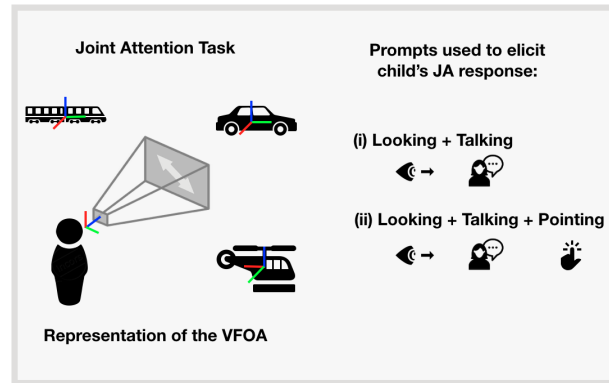 Joint Attention Task
Representation of the VFOA
Prompts used to elicit
child's JA response:
(i) Looking + Talking
(ii) Looking + Talking + Pointing